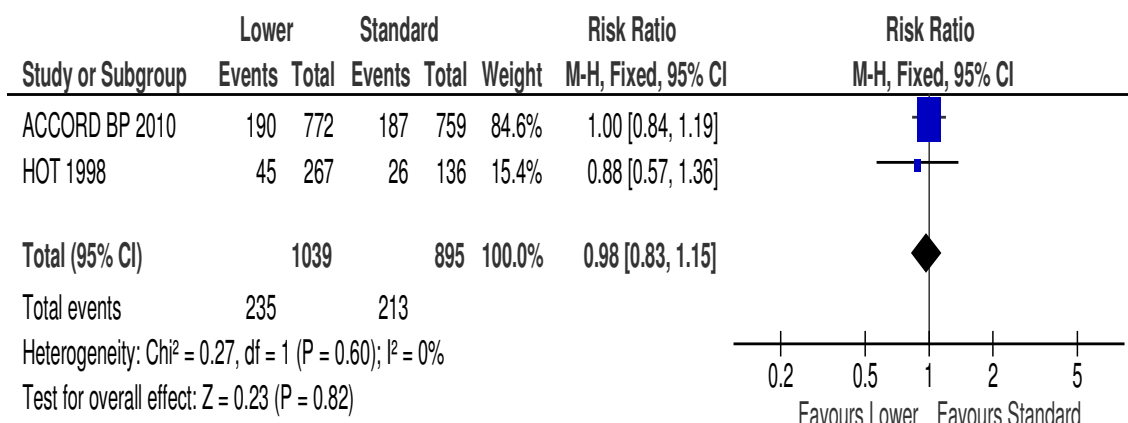 Lower Standard Risk Ratio Risk Ratio
Study or Subgroup Events Total Events Total Weight M-H, Fixed, 95% CI M-H, Fixed, 95% CI
ACCORD BP 2010 190 772 187 759 84.6% 1.00 [0.84, 1.19]
HOT 1998 45 267 26 136 15.4% 0.88 [0.57, 1.36]
Total (95% CI) 1039 895 100.0% 0.98 [0.83, 1.15]
Total events 235 213
Heterogeneity: Chi² = 0.27, df = 1 (P = 0.60); I² = 0%
Test for overall effect: Z = 0.23 (P = 0.82)
0.2 0.5 1 2 5
Favours Lower Favours Standard